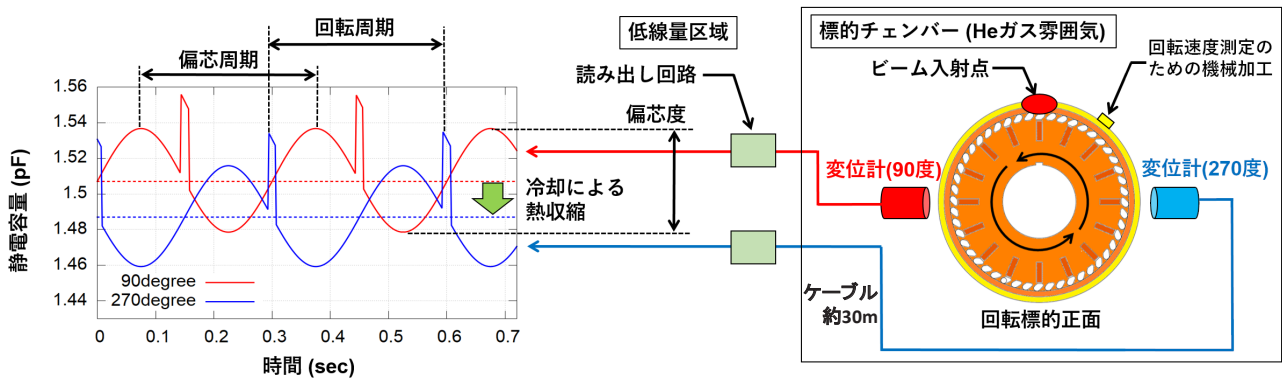 回転周期
偏芯周期
静電容量 (pF)
1.56
1.54
1.52
1.5
1.48
1.46
1.44
0
0.1
0.2
0.3
0.4
0.5
0.6
0.7
時間 (sec)
90degree
270degree
偏芯度
冷却による
熱収縮
低線量区域
読み出し回路
ケーブル
約30m
標的チェンバー (Heガス雰囲気)
ビーム入射点
回転速度測定の
ための機械加工
変位計(90度)
変位計(270度)
回転標的正面